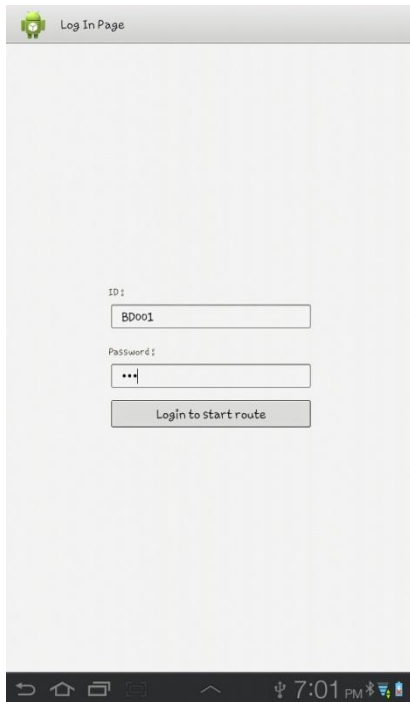 Log In Page
ID:
BD001
Password:
•••
Login to start route
7:01 PM